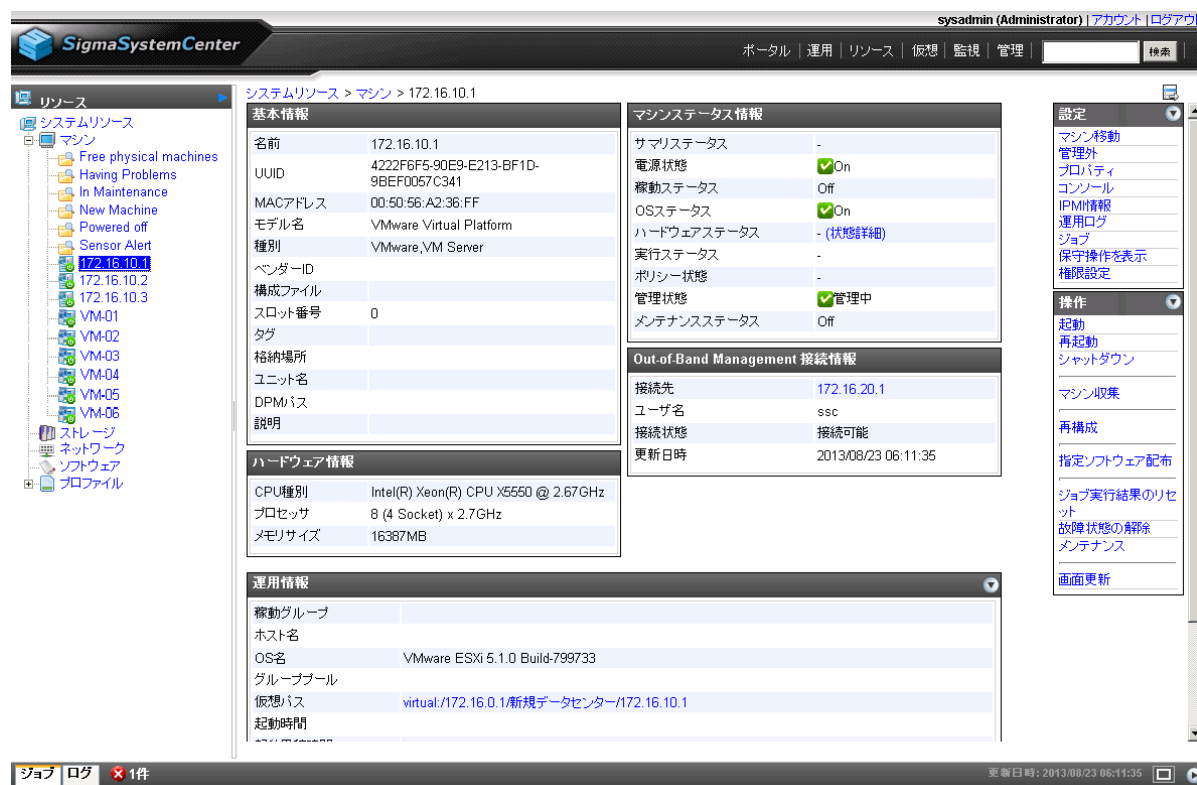 sysadmin (Administrator) | アカウント | ログアウ
SigmaSystemCenter
ポータル | 運用 | リソース | 仮想 | 監視 | 管理 | 検索
リソース
システムリソース
マシン
Free physical machines
Having Problems
In Maintenance
New Machine
Powered off
Sensor Alert
172.16.10.1
172.16.10.2
172.16.10.3
VM-01
VM-02
VM-03
VM-04
VM-05
VM-06
ストレージ
ネットワーク
ソフトウェア
プロファイル
システムリソース > マシン > 172.16.10.1
基本情報
名前 172.16.10.1
UUID 4222F6F5-90E9-E213-BF1D-
9BEF0057C341
MACアドレス 00:50:56:A2:36:FF
モデル名 VMware Virtual Platform
種別 VMware,VM Server
ベンダーID
構成ファイル
スロット番号 0
タグ
格納場所
ユニット名
DPMパス
説明
ハードウェア情報
CPU種別 Intel(R) Xeon(R) CPU X5550 @ 2.67GHz
プロセッサ 8 (4 Socket) x 2.7GHz
メモリサイズ 16387MB
マシンステータス情報
サマリステータス -
電源状態 On
稼動ステータス Off
OSステータス On
ハードウェアステータス - (状態詳細)
実行ステータス -
ポリシー状態 -
管理状態 管理中
メンテナンスステータス Off
Out-of-Band Management 接続情報
接続先 172.16.20.1
ユーザ名 ssc
接続状態 接続可能
更新日時 2013/08/23 06:11:35
運用情報
稼動グループ
ホスト名
OS名 VMware ESXi 5.1.0 Build-799733
グループプール
仮想パス virtual:/172.16.0.1/新規データセンター/172.16.10.1
起動時間
設定
マシン移動
管理外
プロパティ
コンソール
IPMI情報
運用ログ
ジョブ
保守操作を表示
権限設定
操作
起動
再起動
シャットダウン
マシン収集
再構成
指定ソフトウェア配布
ジョブ実行結果のリセ
ット
故障状態の解除
メンテナンス
画面更新
ジョブ ログ 1件
更新日時: 2013/08/23 06:11:35